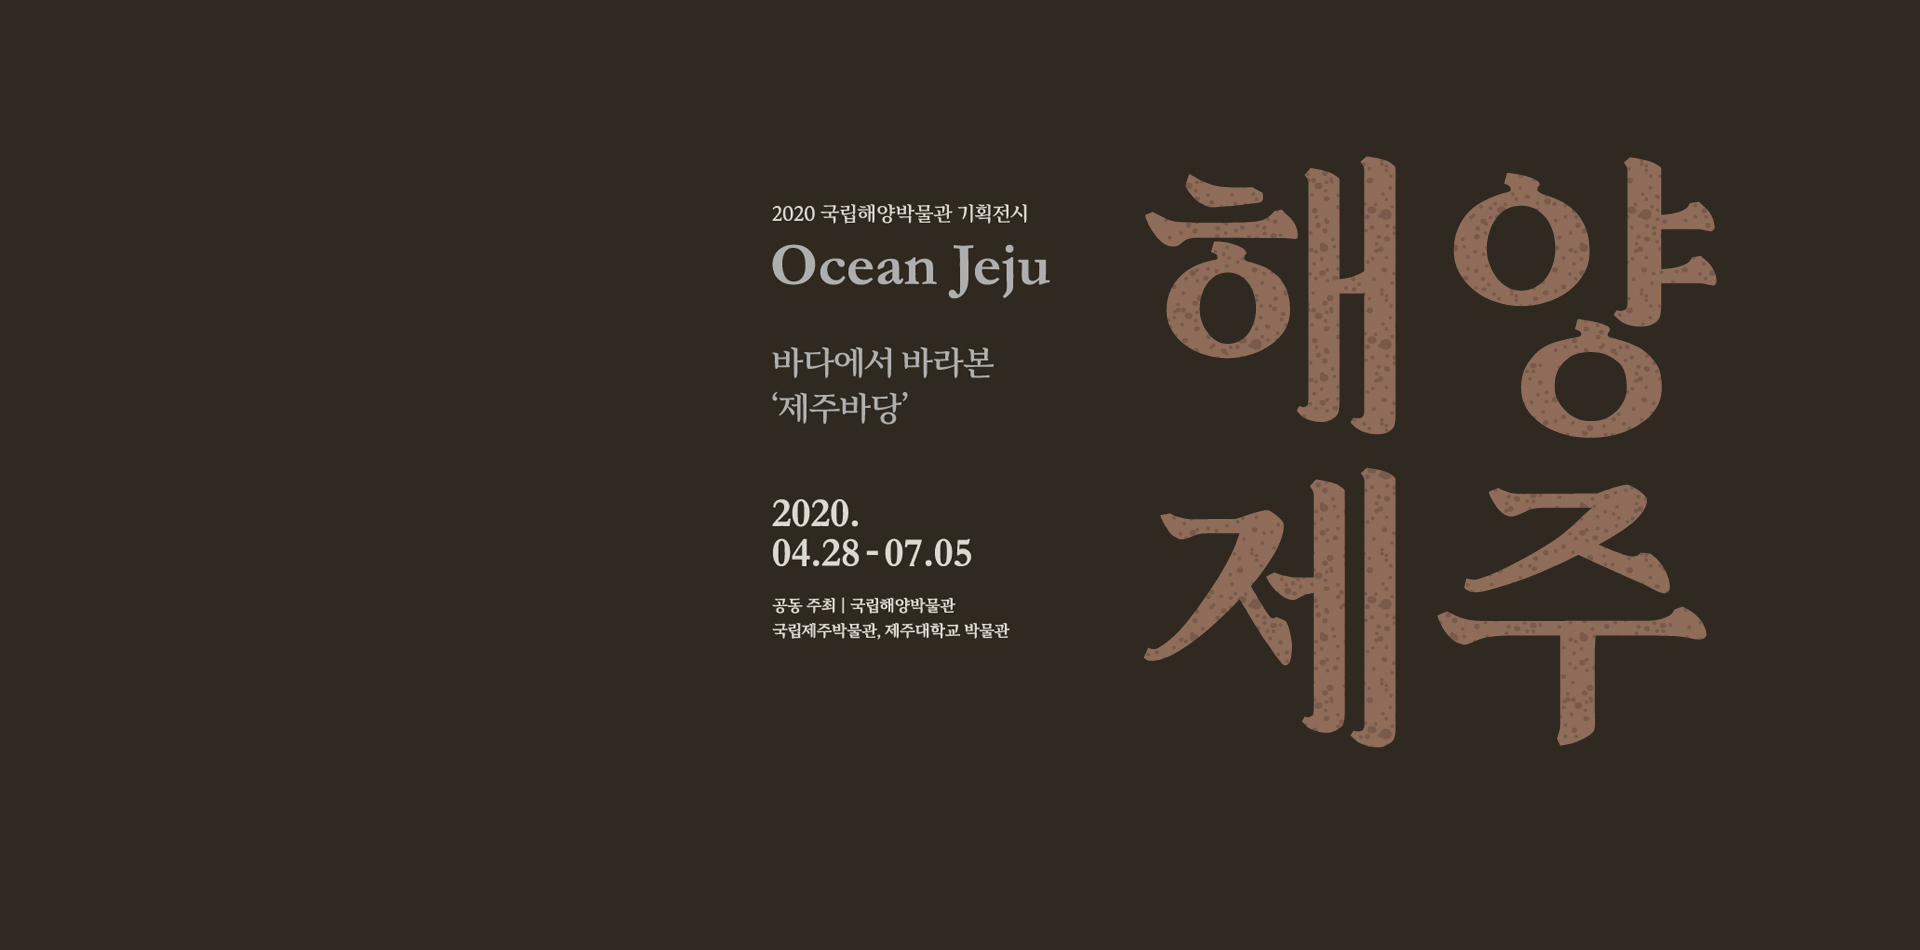 2020 국립해양박물관 기획전시
Ocean Jeju
바다에서 바라본
‘제주바당’
2020.
04.28 - 07.05
공동 주최 | 국립해양박물관
국립제주박물관, 제주대학교 박물관
해양
제주